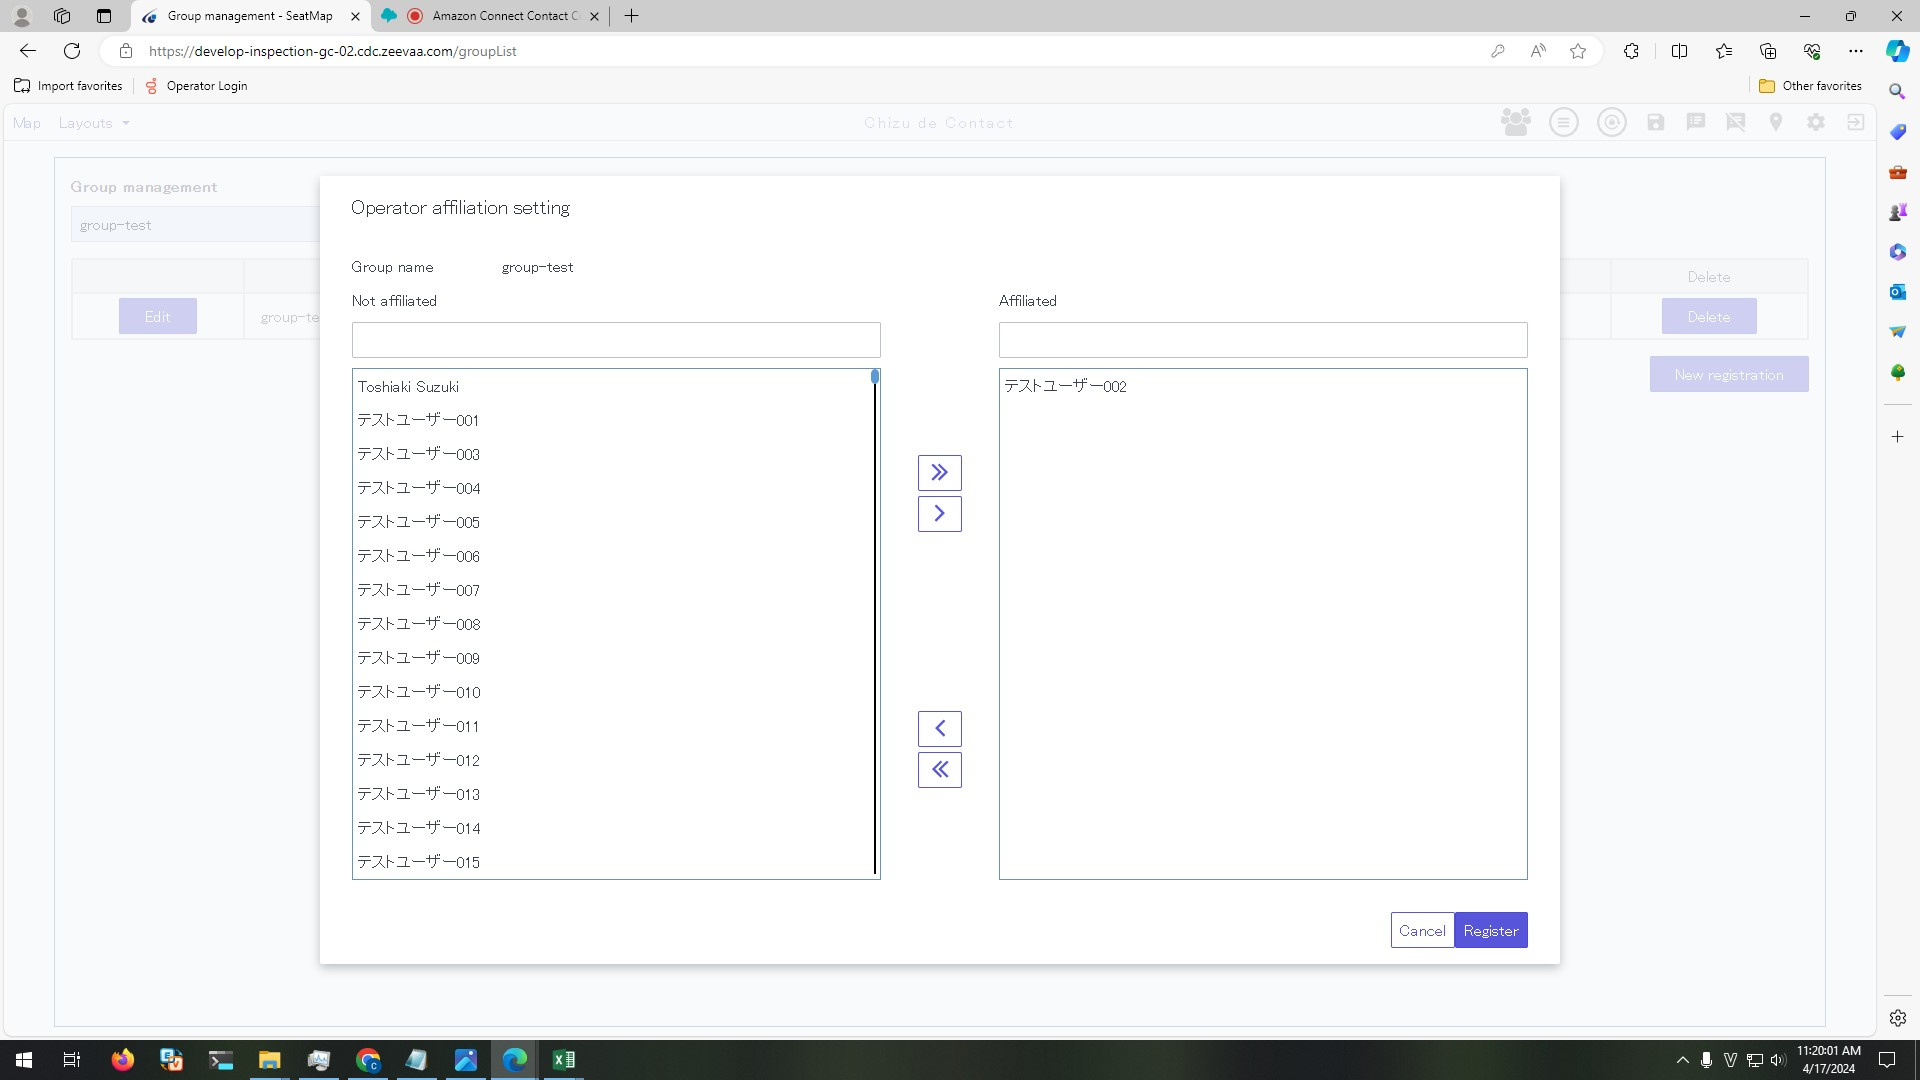 Group management - SeatMap
Amazon Connect Contact C
https://develop-inspection-gc-02.cdc.zeevaa.com/groupList
Import favorites
Operator Login
Other favorites
Map
Layouts
Chizu de Contact
Group management
group-test
Delete
Edit
group-te
Delete
New registration
Operator affiliation setting
Group name
group-test
Not affiliated
Affiliated
Toshiaki Suzuki
テストユーザー001
テストユーザー003
テストユーザー004
テストユーザー005
テストユーザー006
テストユーザー007
テストユーザー008
テストユーザー009
テストユーザー010
テストユーザー011
テストユーザー012
テストユーザー013
テストユーザー014
テストユーザー015
テストユーザー002
Cancel
Register
11:20:01 AM
4/17/2024